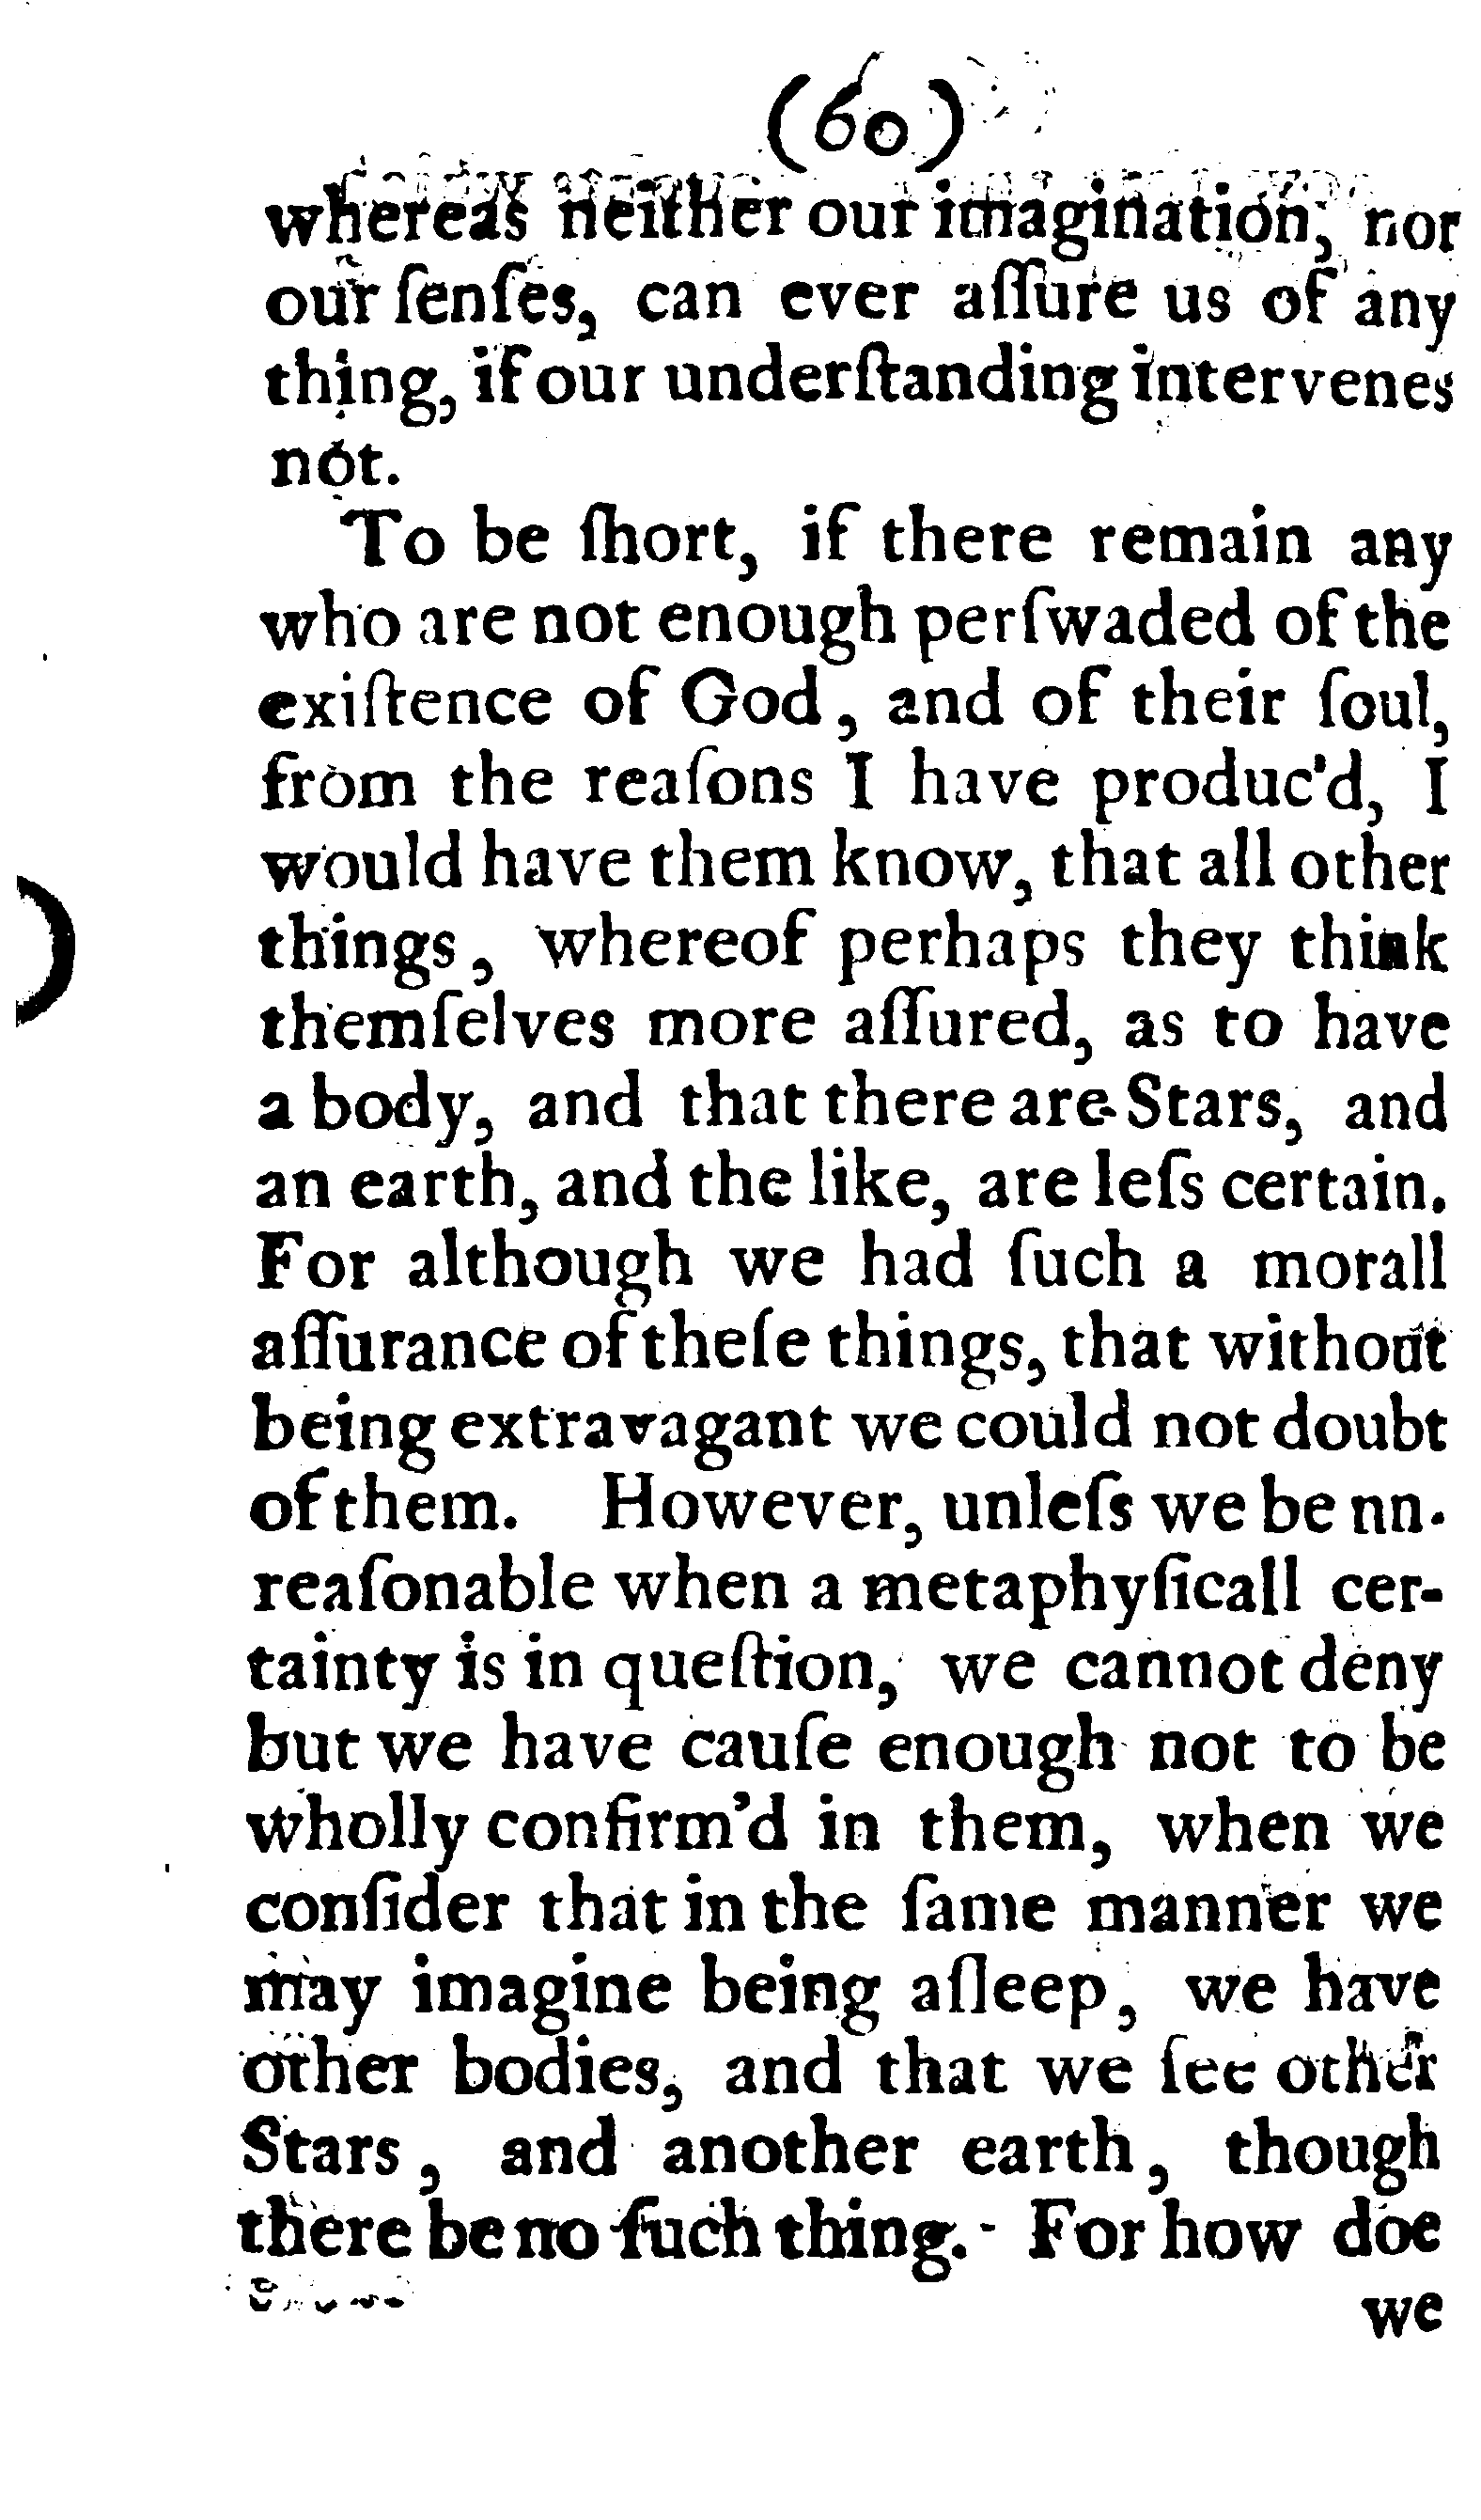 (60)
whereas neither our imagination, nor
our ſenſes, can ever aſſure us of any
thing, if our underſtanding intervenes
not.
To be ſhort, if there remain any
who are not enough perſwaded of the
exiſtence of God, and of their ſoul,
from the reaſons I have produc'd, I
would have them know, that all other
things, whereof perhaps they think
themſelves more aſſured, as to have
a body, and that there are Stars, and
an earth, and the like, are leſs certain.
For although we had ſuch a morall
aſſurance of theſe things, that without
being extravagant we could not doubt
of them. However, unleſs we be nn-
reaſonable when a metaphyſicall cer-
tainty is in queſtion, we cannot deny
but we have cauſe enough not to be
wholly confirm'd in them, when we
conſider that in the ſame manner we
may imagine being aſleep, we have
other bodies, and that we ſee other
Stars, and another earth, though
there be no ſuch thing. For how doe
we